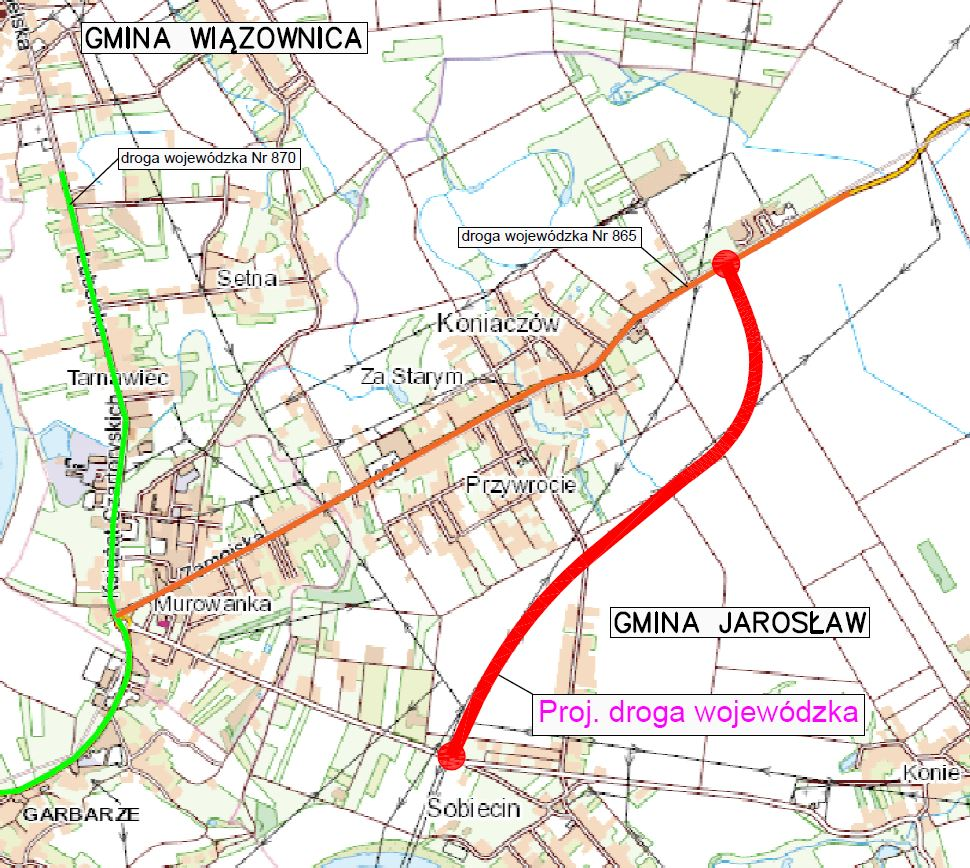 GMINA WIĄZOWNICA
droga wojewódzka Nr 870
droga wojewódzka Nr 865
Setna
Koniaczów
Za Starym
Tarnawiec
Przywrocie
Murowanka
GMINA JAROSŁAW
Proj. droga wojewódzka
Konie
Sobiecin
GARBARZE